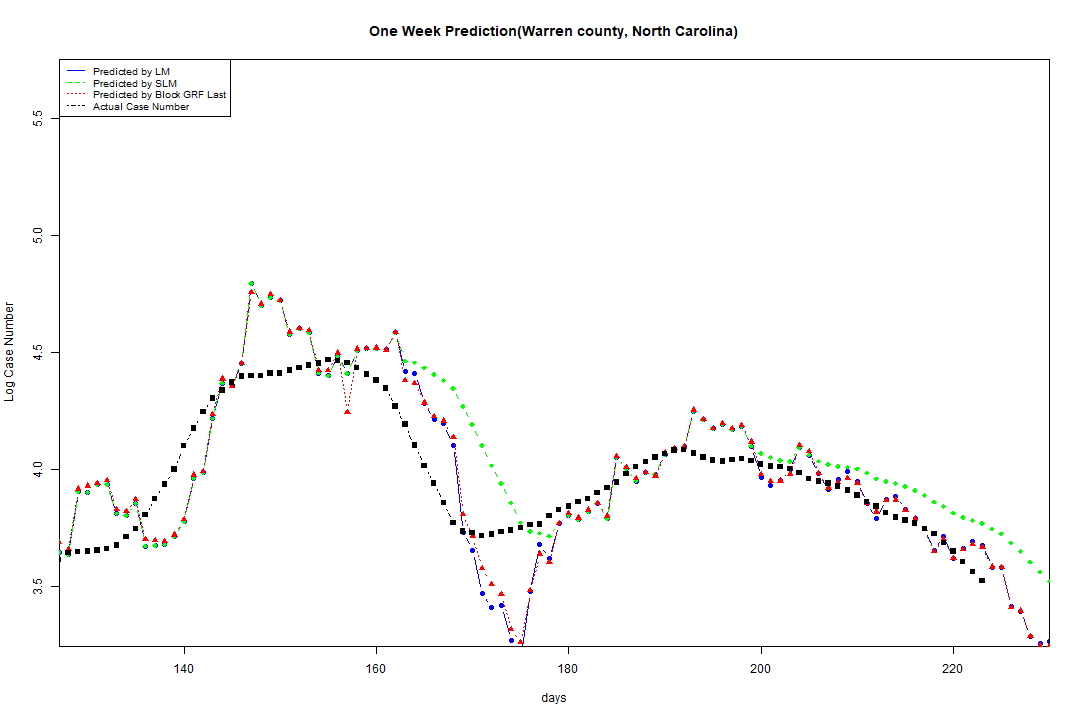 One Week Prediction(Warren county, North Carolina)
Predicted by LM
Predicted by SLM
Predicted by Block GRF Last
Actual Case Number
5.5
5.0
4.5
4.0
3.5
Log Case Number
140 160 180 200 220
days